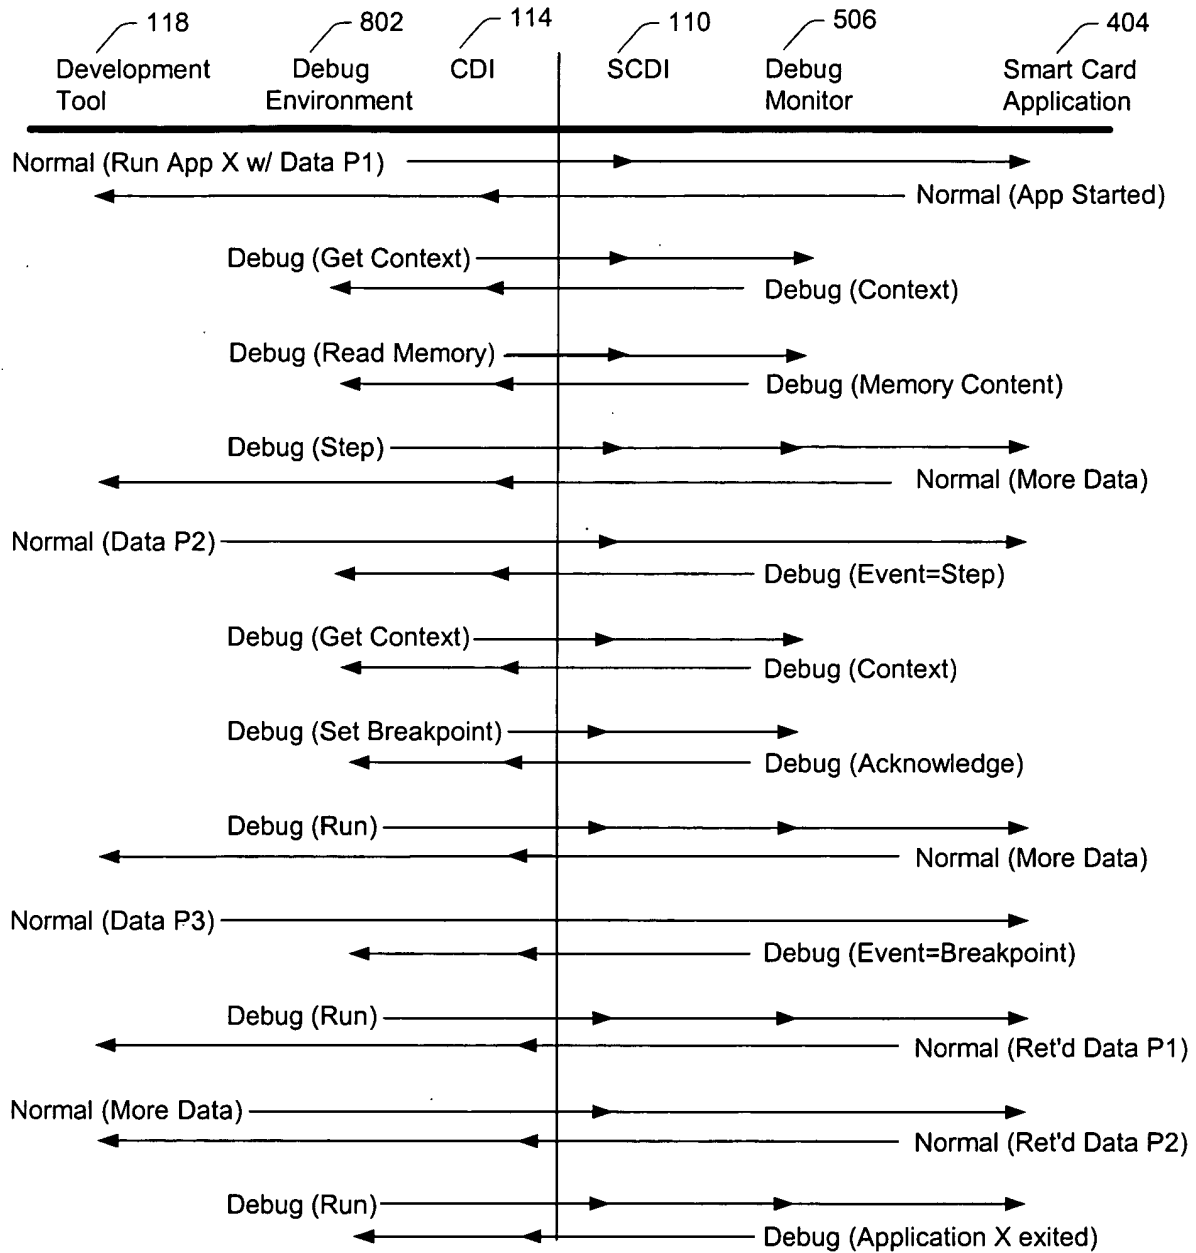 118 802 114 110 506 404
Development Debug CDI SCDI Debug Smart Card
Tool Environment Monitor Application
Normal (Run App X w/ Data P1)
Normal (App Started)
Debug (Get Context)
Debug (Context)
Debug (Read Memory)
Debug (Memory Content)
Debug (Step)
Normal (More Data)
Normal (Data P2)
Debug (Event=Step)
Debug (Get Context)
Debug (Context)
Debug (Set Breakpoint)
Debug (Acknowledge)
Debug (Run)
Normal (More Data)
Normal (Data P3)
Debug (Event=Breakpoint)
Debug (Run)
Normal (Ret'd Data P1)
Normal (More Data)
Normal (Ret'd Data P2)
Debug (Run)
Debug (Application X exited)